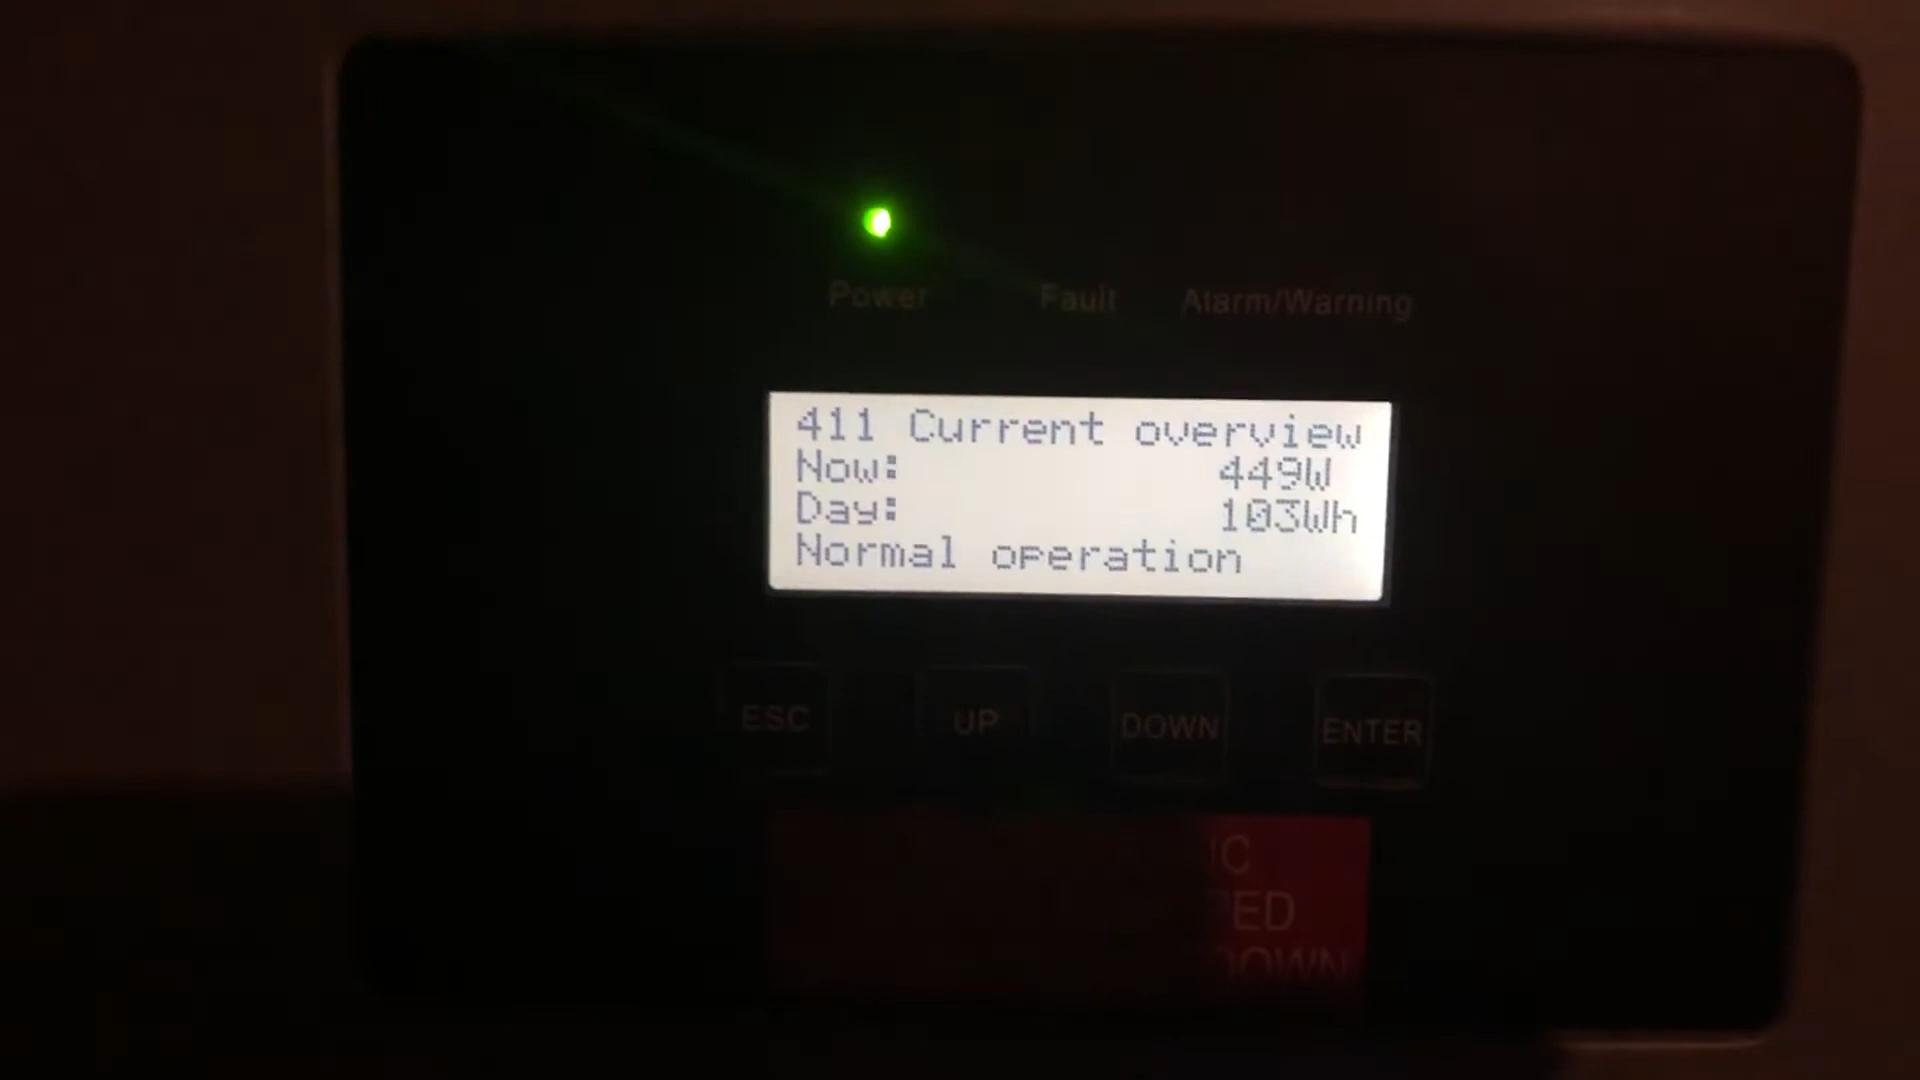 Power Fault Alarm/Warning
411 Current overview
Now: 449W
Day: 103Wh
Normal operation
ESC UP DOWN ENTER